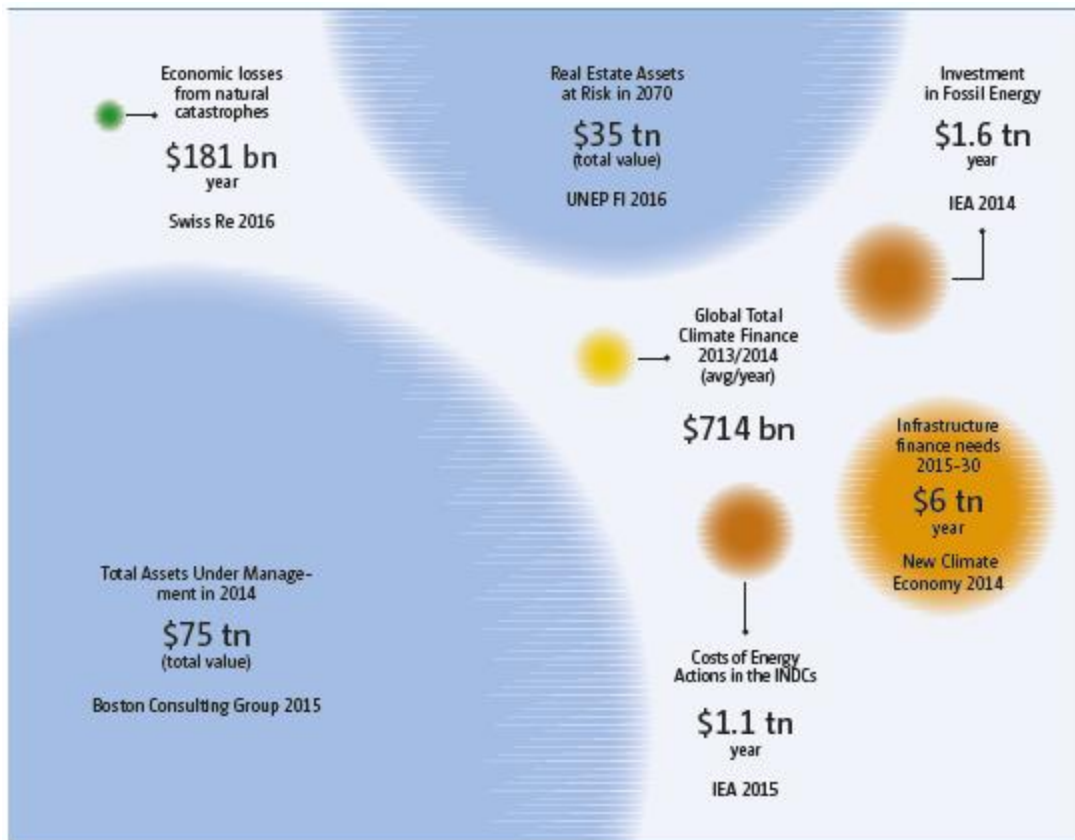 Economic losses
from natural
catastrophes
$181 bn
year
Swiss Re 2016
Real Estate Assets
at Risk in 2070
$35 tn
(total value)
UNEP FI 2016
Investment
in Fossil Energy
$1.6 tn
year
IEA 2014
Global Total
Climate Finance
2013/2014
(avg/year)
$714 bn
Infrastructure
finance needs
2015-30
$6 tn
year
New Climate
Economy 2014
Total Assets Under Manage-
ment in 2014
$75 tn
(total value)
Boston Consulting Group 2015
Costs of Energy
Actions in the INDCs
$1.1 tn
year
IEA 2015